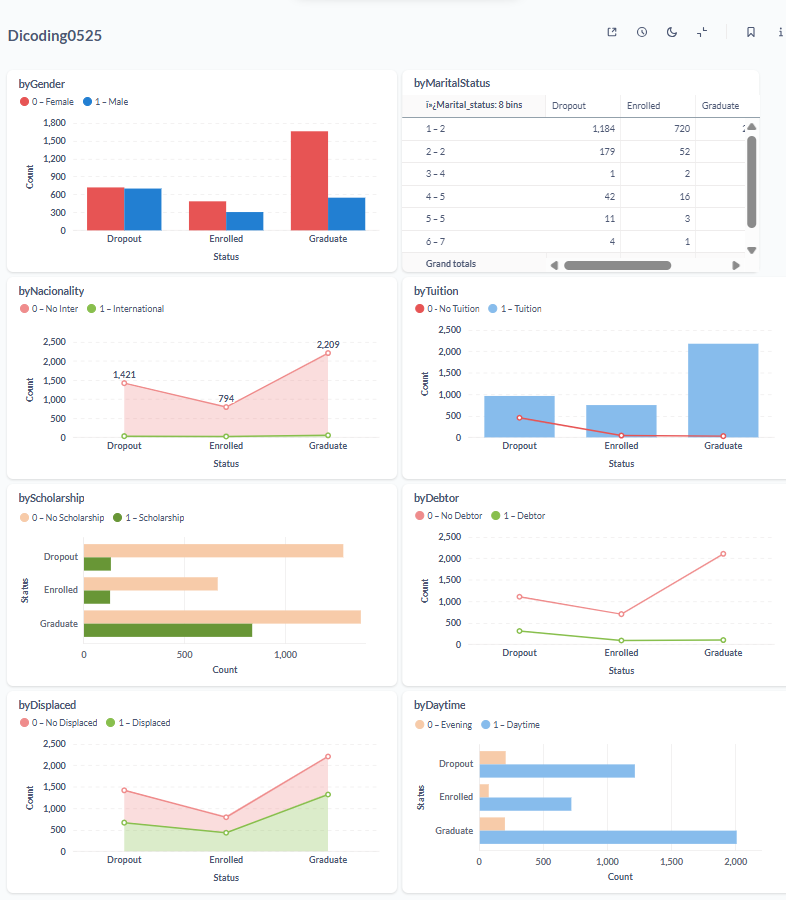 Dicoding0525
byGender
0 – Female 1 – Male
1,800
1,500
1,200
900
600
300
0
Count
Dropout Enrolled Graduate
Status
byMaritalStatus
ï»¿Marital_status: 8 bins Dropout Enrolled Graduate
1 – 2 1,184 720
2 – 2 179 52
3 – 4 1 2
4 – 5 42 16
5 – 5 11 3
6 – 7 4 1
Grand totals
byNacionality
0 – No Inter 1 – International
2,500
2,000
1,500
1,000
500
0
Count
1,421
794
2,209
Dropout Enrolled Graduate
Status
byTuition
0 - No Tuition 1 – Tuition
2,500
2,000
1,500
1,000
500
0
Count
Dropout Enrolled Graduate
Status
byScholarship
0 – No Scholarship 1 – Scholarship
Status
Dropout
Enrolled
Graduate
0 500 1,000
Count
byDebtor
0 – No Debtor 1 – Debtor
2,500
2,000
1,500
1,000
500
0
Count
Dropout Enrolled Graduate
Status
byDisplaced
0 – No Displaced 1 – Displaced
2,500
2,000
1,500
1,000
500
0
Count
Dropout Enrolled Graduate
Status
byDaytime
0 – Evening 1 – Daytime
Status
Dropout
Enrolled
Graduate
0 500 1,000 1,500 2,000
Count